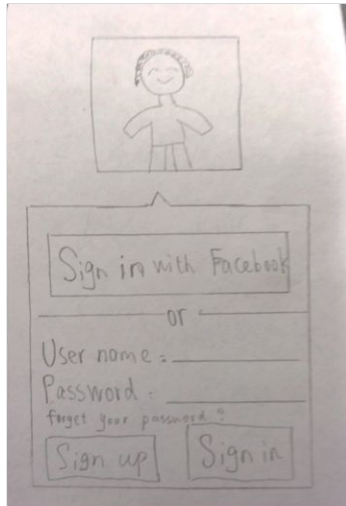 Sign in with Facebook
or
User name :
Password :
forget your password ?
Sign up
Sign in